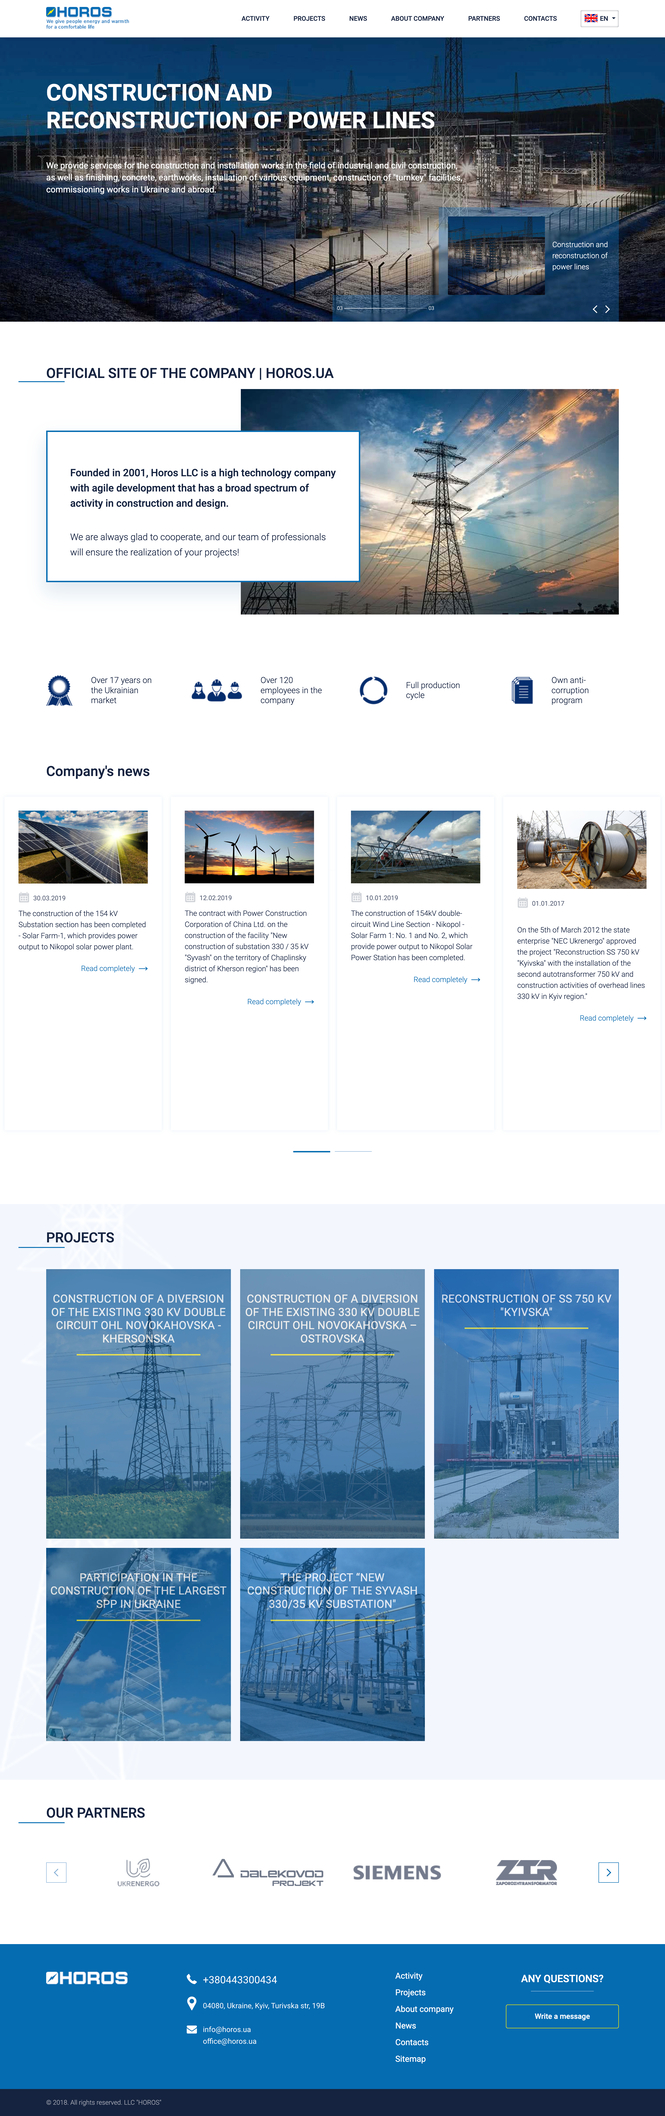 HOROS
We give people energy and warmth
for a comfortable life
ACTIVITY
PROJECTS
NEWS
ABOUT COMPANY
PARTNERS
CONTACTS
EN
CONSTRUCTION AND
RECONSTRUCTION OF POWER LINES
We provide services for the construction and installation works in the field of industrial and civil construction,
as well as finishing, concrete, earthworks, installation of various equipment, construction of "turnkey" facilities,
commissioning works in Ukraine and abroad.
Construction and
reconstruction of
power lines
03
03
OFFICIAL SITE OF THE COMPANY | HOROS.UA
Founded in 2001, Horos LLC is a high technology company
with agile development that has a broad spectrum of
activity in construction and design.
We are always glad to cooperate, and our team of professionals
will ensure the realization of your projects!
Over 17 years on
the Ukrainian
market
Over 120
employees in the
company
Full production
cycle
Own anti-
corruption
program
Company's news
30.03.2019
The construction of the 154 kV
Substation section has been completed
- Solar Farm-1, which provides power
output to Nikopol solar power plant.
Read completely
12.02.2019
The contract with Power Construction
Corporation of China Ltd. on the
construction of the facility "New
construction of substation 330 / 35 kV
"Syvash" on the territory of Chaplinsky
district of Kherson region" has been
signed.
Read completely
10.01.2019
The construction of 154kV double-
circuit Wind Line Section - Nikopol -
Solar Farm 1: No. 1 and No. 2, which
provide power output to Nikopol Solar
Power Station has been completed.
Read completely
01.01.2017
On the 5th of March 2012 the state
enterprise "NEC Ukrenergo" approved
the project "Reconstruction SS 750 kV
"Kyivska" with the installation of the
second autotransformer 750 kV and
construction activities of overhead lines
330 kV in Kyiv region."
Read completely
PROJECTS
CONSTRUCTION OF A DIVERSION
OF THE EXISTING 330 KV DOUBLE
CIRCUIT OHL NOVOKAHOVSKA -
KHERSONSKA
CONSTRUCTION OF A DIVERSION
OF THE EXISTING 330 KV DOUBLE
CIRCUIT OHL NOVOKAHOVSKA –
OSTROVSKA
RECONSTRUCTION OF SS 750 KV
"KYIVSKA"
PARTICIPATION IN THE
CONSTRUCTION OF THE LARGEST
SPP IN UKRAINE
THE PROJECT "NEW
CONSTRUCTION OF THE SYVASH
330/35 KV SUBSTATION"
OUR PARTNERS
UKRENERGO
DALEKOVOD
PROJEKT
SIEMENS
ZTR
ZAPOROZHTRANSFORMATOR
HOROS
+380443300434
04080, Ukraine, Kyiv, Turivska str, 19B
info@horos.ua
office@horos.ua
Activity
Projects
About company
News
Contacts
Sitemap
ANY QUESTIONS?
Write a message
© 2018. All rights reserved. LLC "HOROS"